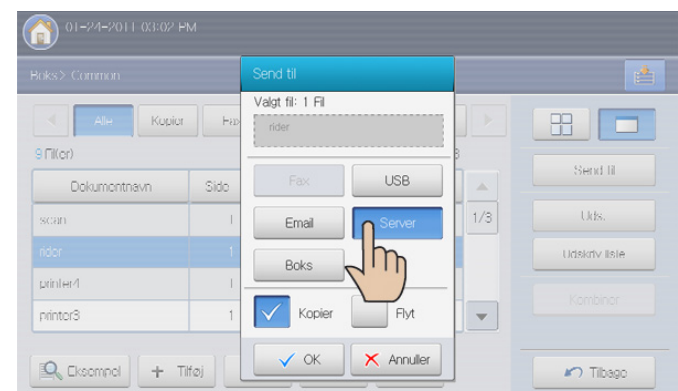 01-24-2011 03:02 PM
Boks> Common
Send til
Valgt fil: 1 Fil
rider
Alle
Kopier
Fax
9 Fil(er)
Dokumentnavn
Side
scan 1
rider 1
printer4 1
printer3 1
Fax
USB
Email
Server
Boks
Kopier
Flyt
OK
Annuller
1/3
Send til
Uds.
Udskriv liste
Kombiner
Eksempel
Tilføj
Tilbage